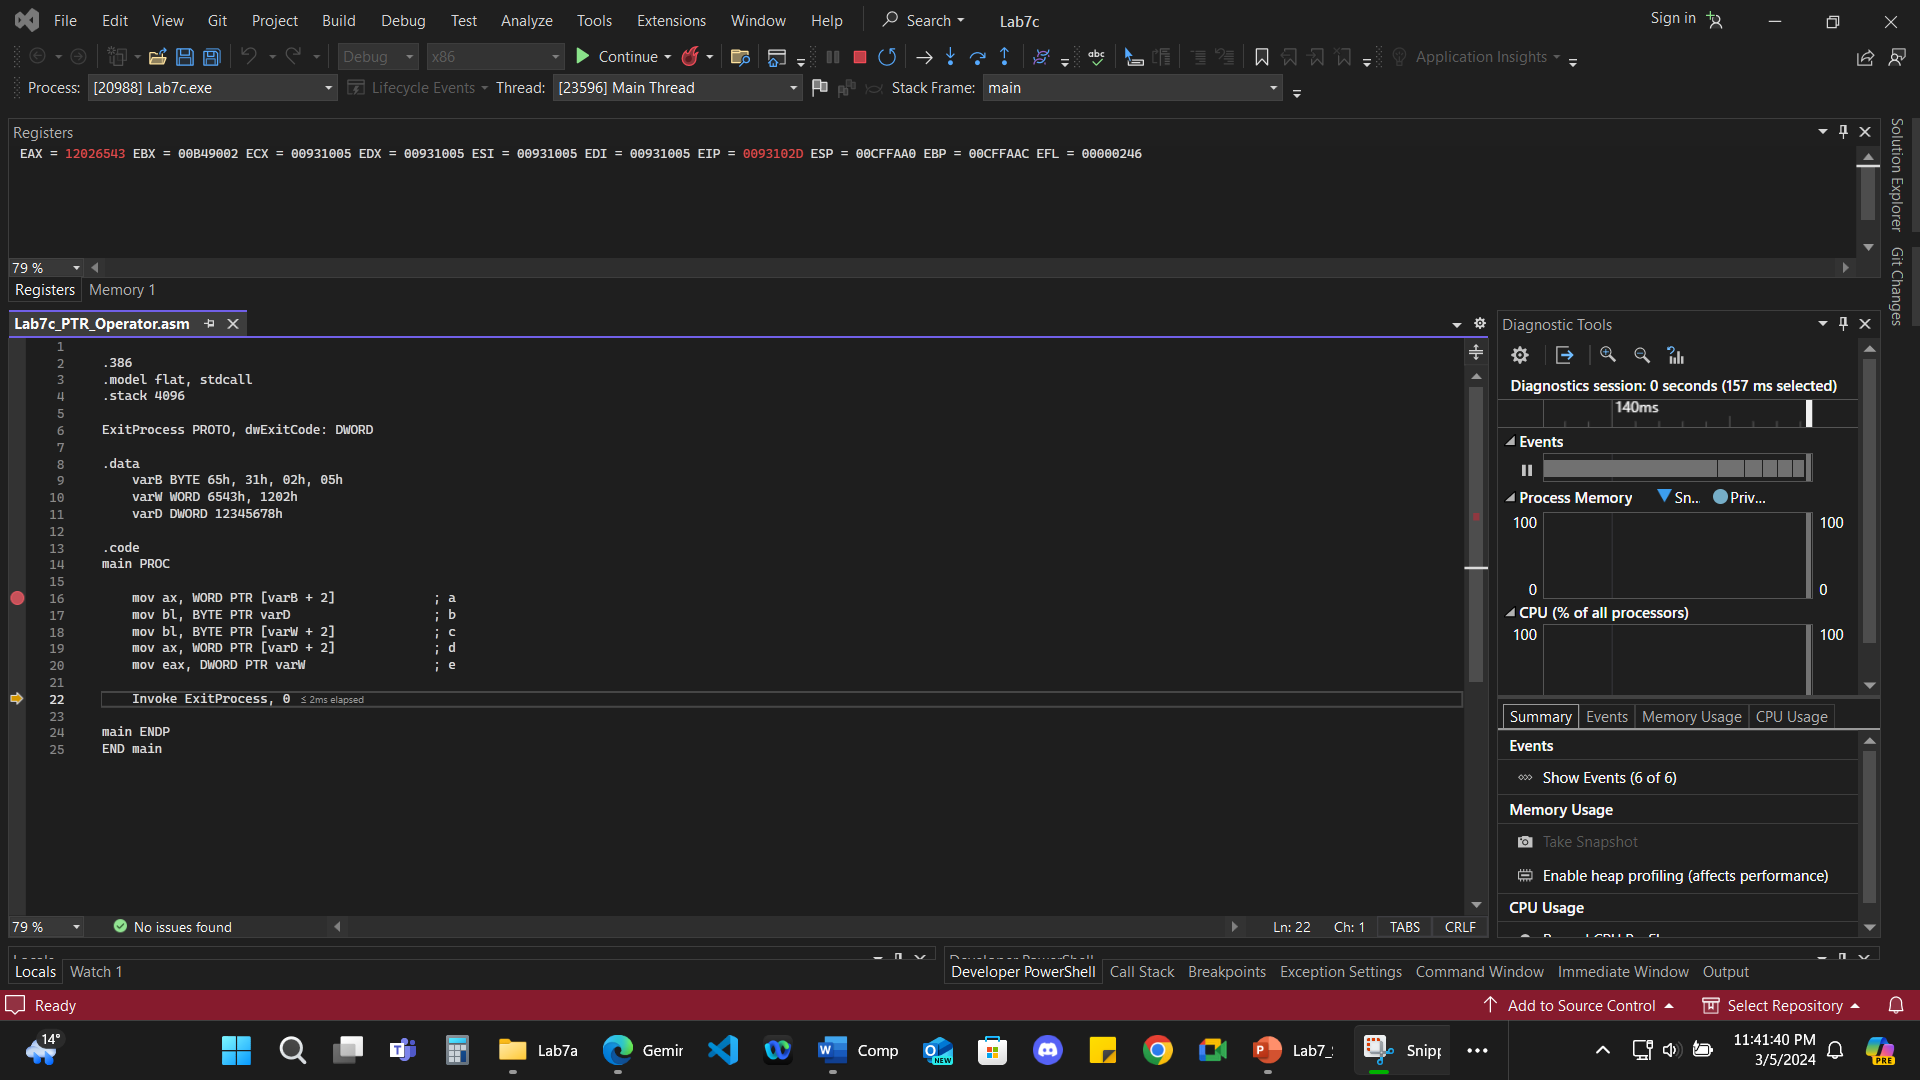 File Edit View Git Project Build Debug Test Analyze Tools Extensions Window Help Search Lab7c Sign in
Debug x86 Continue Application Insights
Process: [20988] Lab7c.exe Lifecycle Events Thread: [23596] Main Thread Stack Frame: main
Registers
EAX = 12026543 EBX = 00B49002 ECX = 00931005 EDX = 00931005 ESI = 00931005 EDI = 00931005 EIP = 0093102D ESP = 00CFFAA0 EBP = 00CFFAAC EFL = 00000246
79 %
Registers Memory 1
Solution Explorer
Git Changes
Lab7c_PTR_Operator.asm
1
2 .386
3 .model flat, stdcall
4 .stack 4096
5
6 ExitProcess PROTO, dwExitCode: DWORD
7
8 .data
9 varB BYTE 65h, 31h, 02h, 05h
10 varW WORD 6543h, 1202h
11 varD DWORD 12345678h
12
13 .code
14 main PROC
15
16 mov ax, WORD PTR [varB + 2] ; a
17 mov bl, BYTE PTR varD ; b
18 mov bl, BYTE PTR [varW + 2] ; c
19 mov ax, WORD PTR [varD + 2] ; d
20 mov eax, DWORD PTR varW ; e
21
22 Invoke ExitProcess, 0 ≤ 2ms elapsed
23
24 main ENDP
25 END main
79 % No issues found Ln: 22 Ch: 1 TABS CRLF
Diagnostic Tools
Diagnostics session: 0 seconds (157 ms selected)
140ms
Events
Process Memory Sn... Priv...
100 100
0 0
CPU (% of all processors)
100 100
Summary Events Memory Usage CPU Usage
Events
Show Events (6 of 6)
Memory Usage
Take Snapshot
Enable heap profiling (affects performance)
CPU Usage
Locals Watch 1
Developer PowerShell
Developer PowerShell Call Stack Breakpoints Exception Settings Command Window Immediate Window Output
Ready Add to Source Control Select Repository
14° Lab7a Gemir Comp NEW Lab7_ Snipp 11:41:40 PM
3/5/2024 PRE